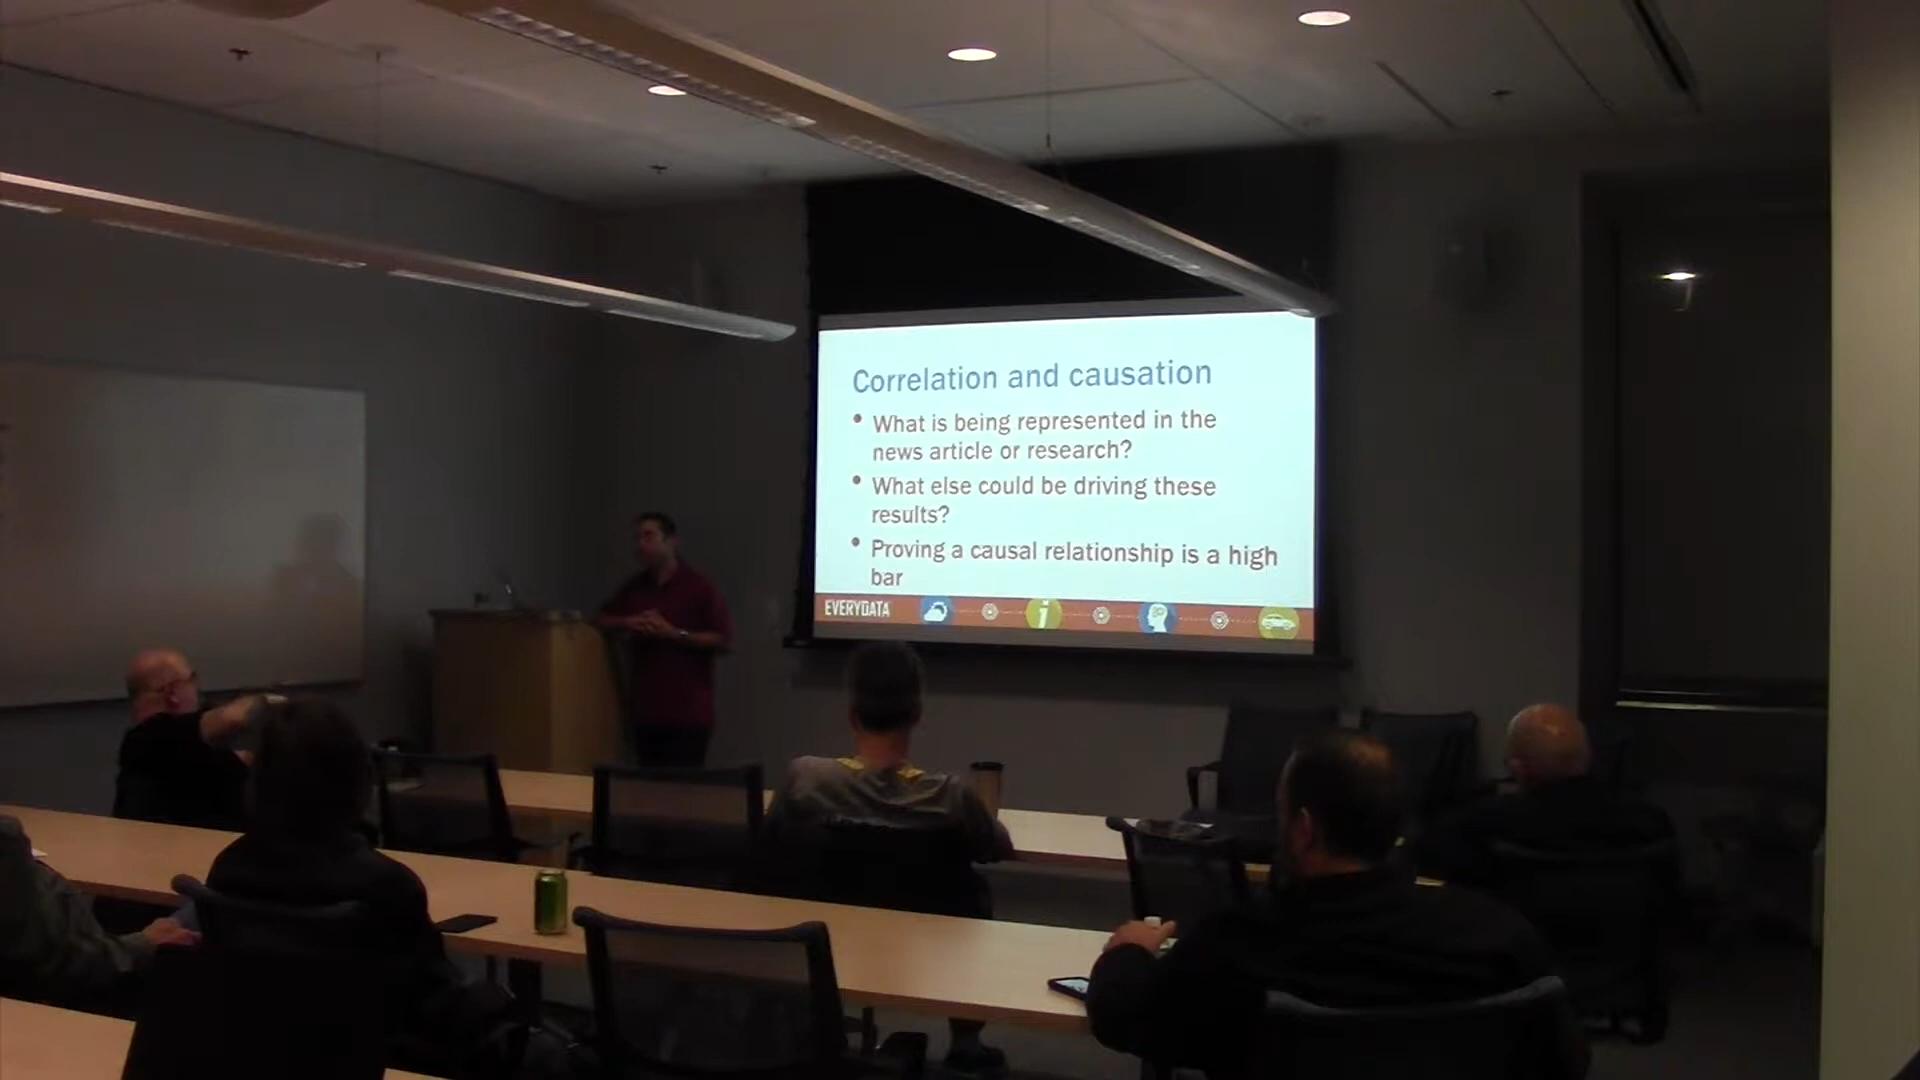 Correlation and causation
• What is being represented in the
news article or research?
• What else could be driving these
results?
• Proving a causal relationship is a high
bar
EVERYDATA